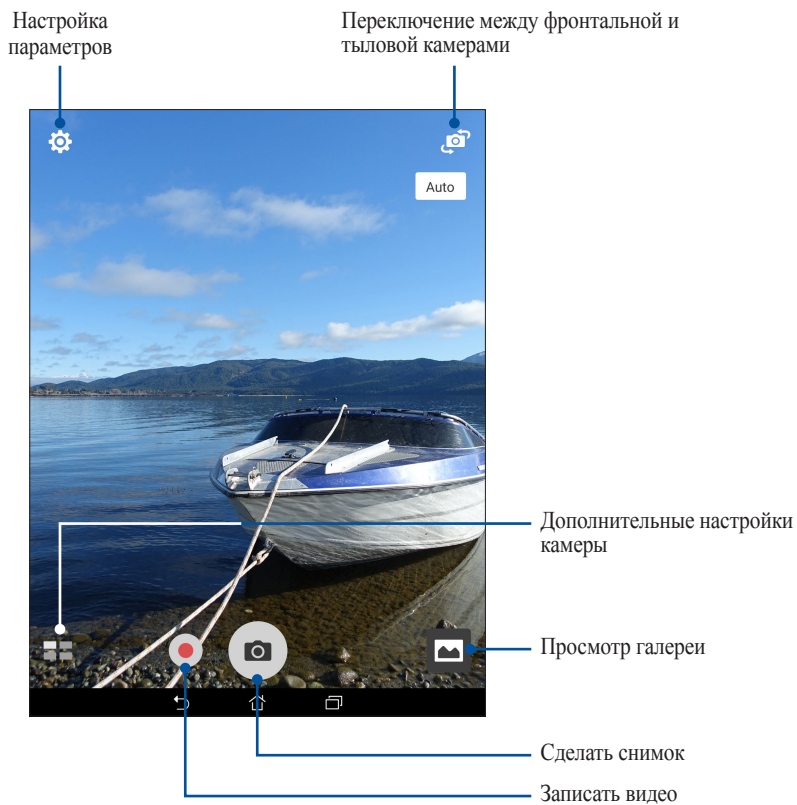 Настройка
параметров
Переключение между фронтальной и
тыловой камерами
Auto
Дополнительные настройки
камеры
Просмотр галереи
Сделать снимок
Записать видео